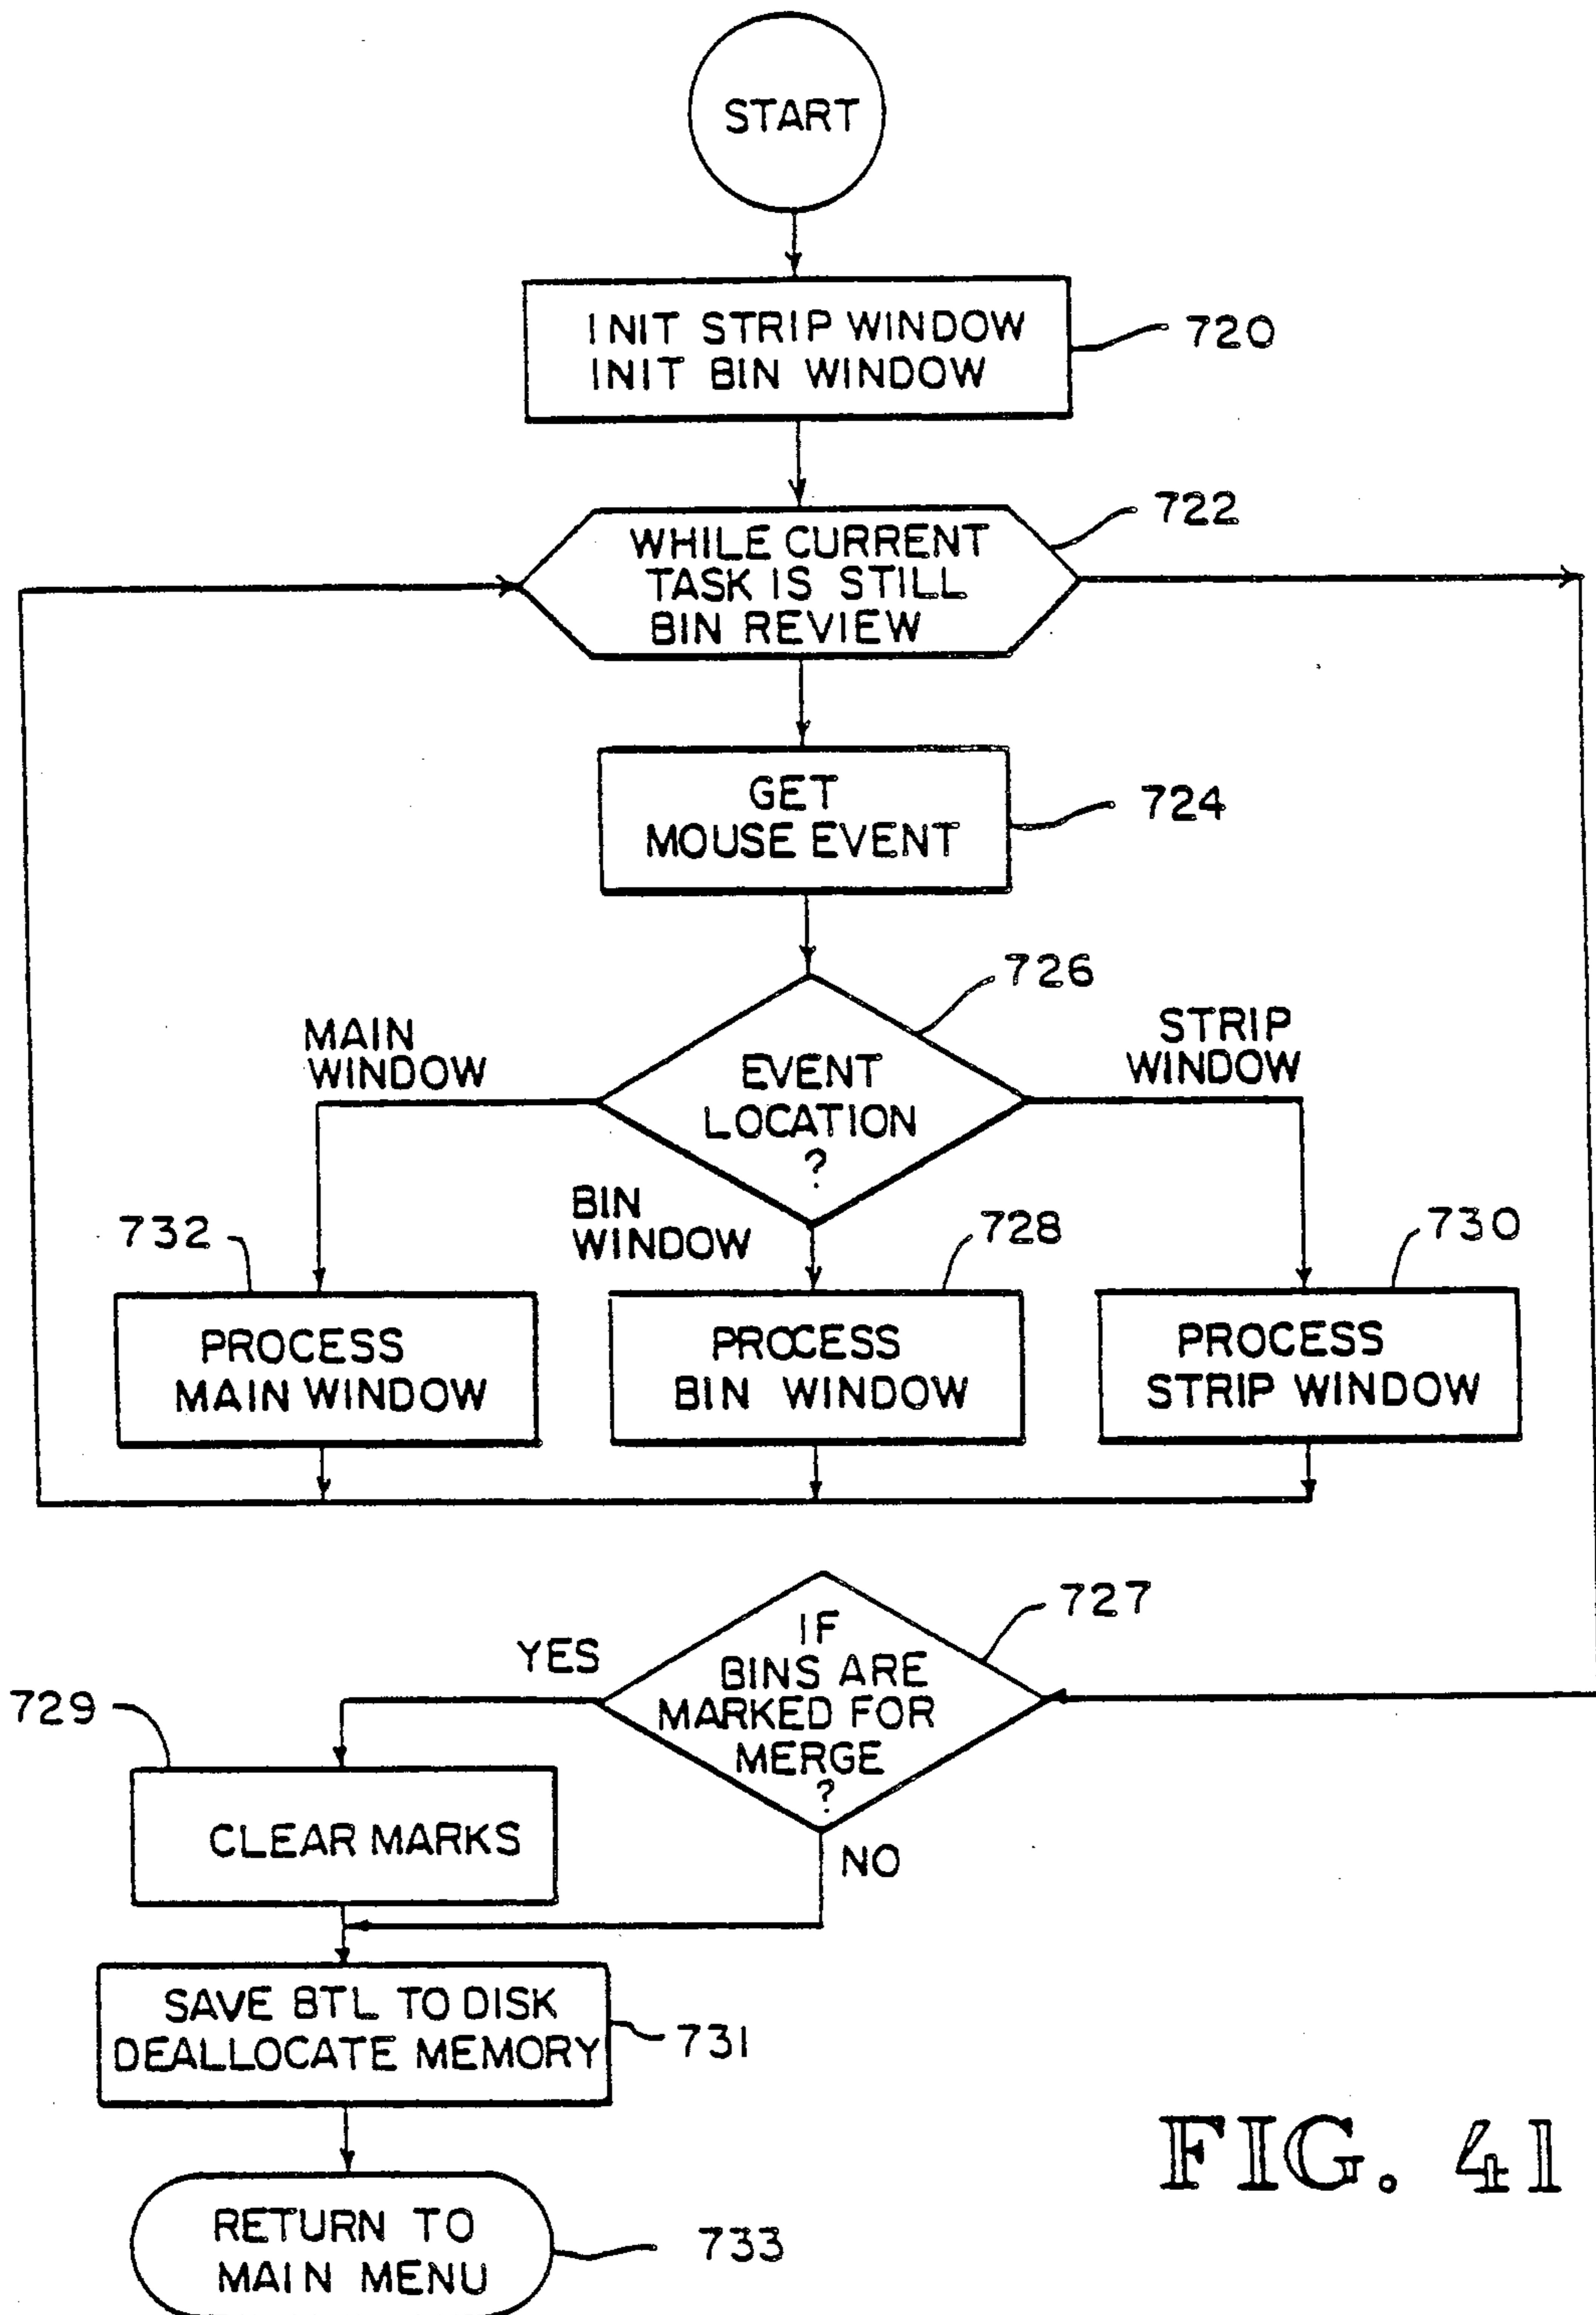 START
INIT STRIP WINDOW
INIT BIN WINDOW
720
WHILE CURRENT
TASK IS STILL
BIN REVIEW
722
GET
MOUSE EVENT
724
726
EVENT
LOCATION
?
MAIN
WINDOW
STRIP
WINDOW
BIN
WINDOW
732
728
730
PROCESS
MAIN WINDOW
PROCESS
BIN WINDOW
PROCESS
STRIP WINDOW
727
IF
BINS ARE
MARKED FOR
MERGE
?
YES
NO
729
CLEAR MARKS
SAVE BTL TO DISK
DEALLOCATE MEMORY
731
RETURN TO
MAIN MENU
733
FIG. 41